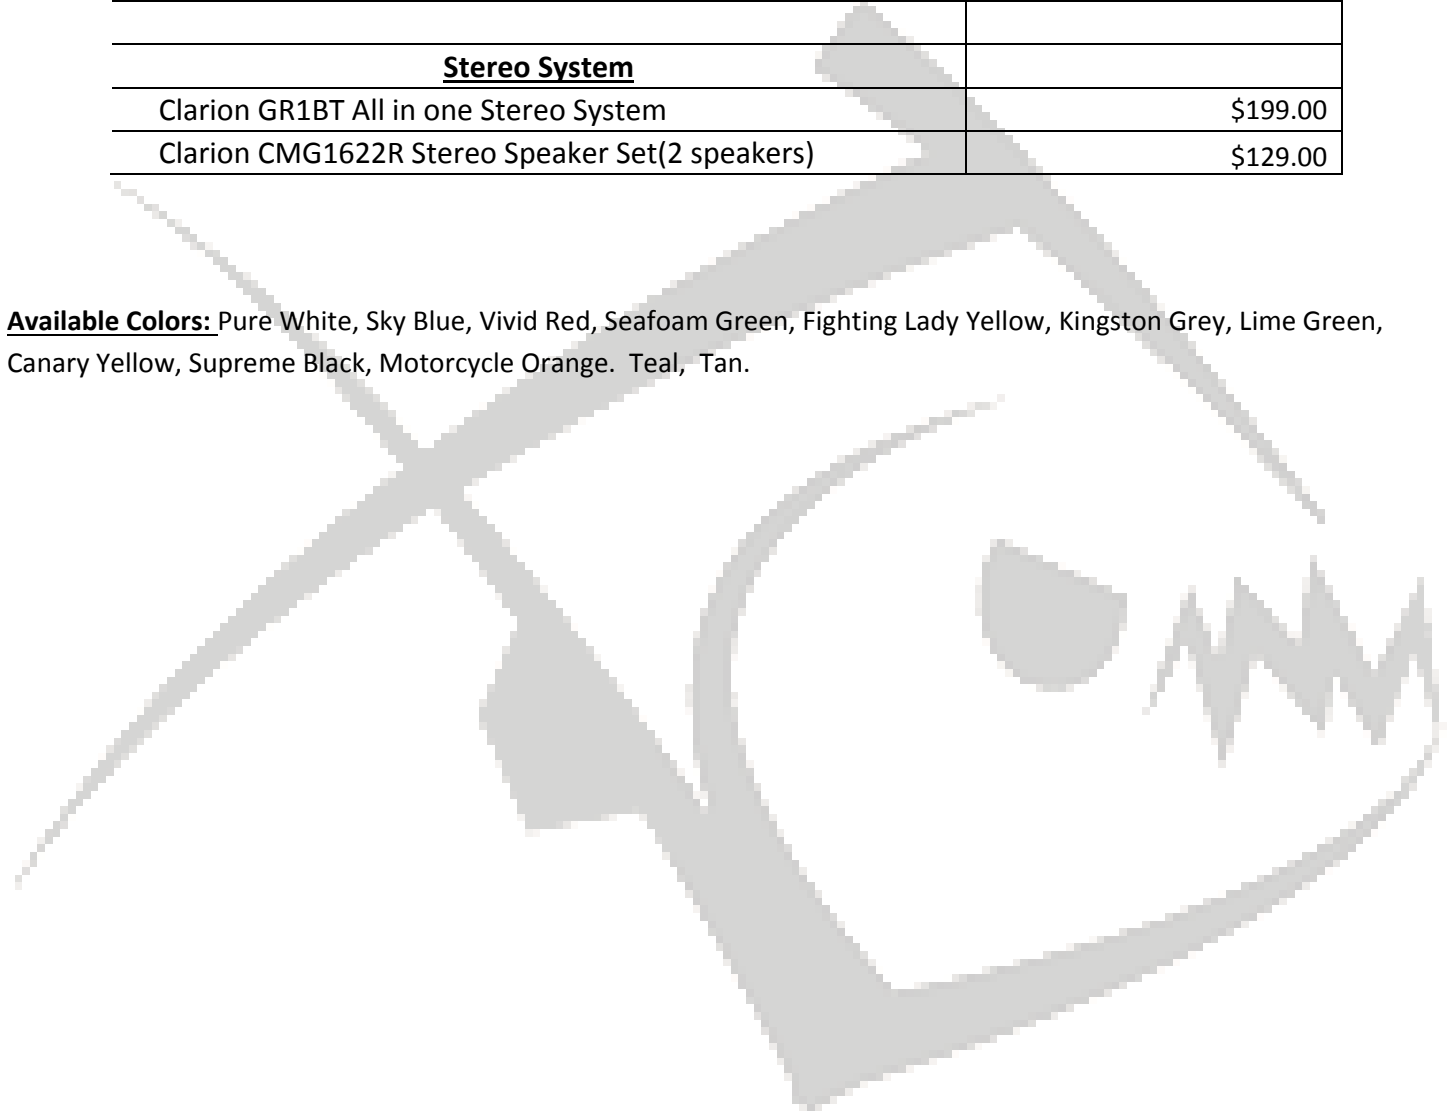 Stereo System
Clarion GR1BT All in one Stereo System $199.00
Clarion CMG1622R Stereo Speaker Set(2 speakers) $129.00
Available Colors: Pure White, Sky Blue, Vivid Red, Seafoam Green, Fighting Lady Yellow, Kingston Grey, Lime Green,
Canary Yellow, Supreme Black, Motorcycle Orange.  Teal,  Tan.